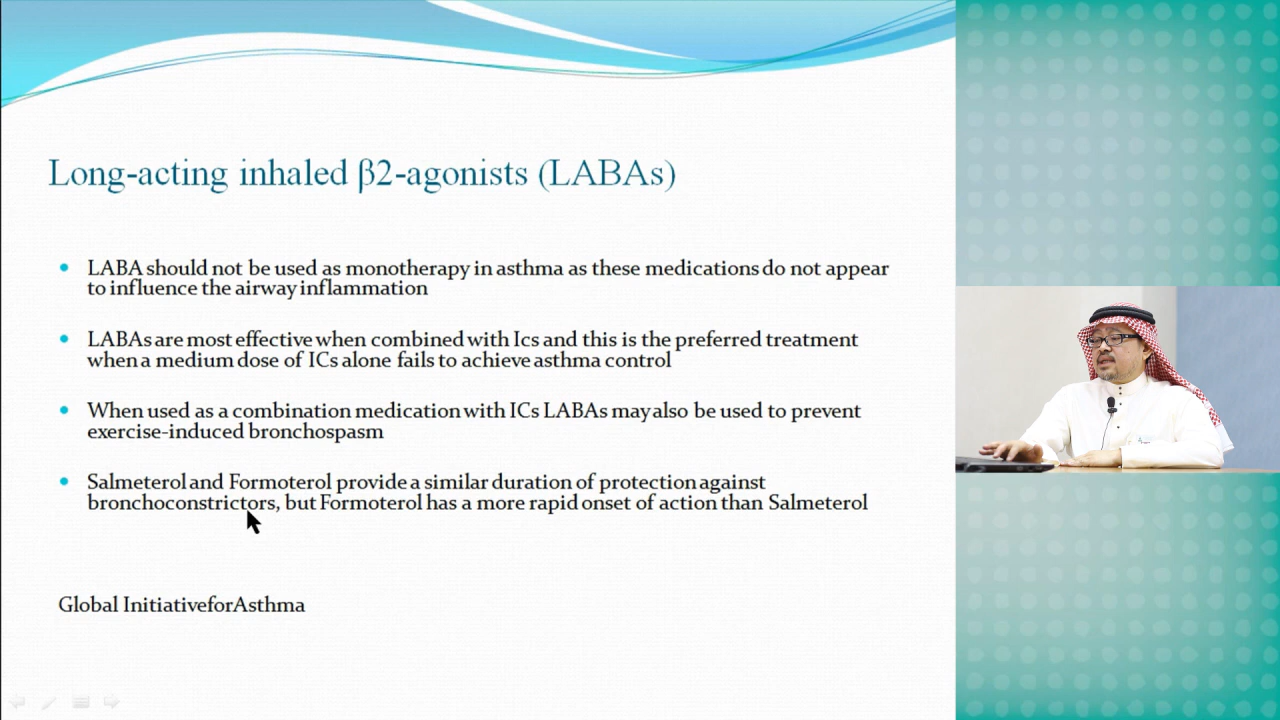 Long-acting inhaled β2-agonists (LABAs)
• LABA should not be used as monotherapy in asthma as these medications do not appear
to influence the airway inflammation
• LABAs are most effective when combined with Ics and this is the preferred treatment
when a medium dose of ICs alone fails to achieve asthma control
• When used as a combination medication with ICs LABAs may also be used to prevent
exercise-induced bronchospasm
• Salmeterol and Formoterol provide a similar duration of protection against
bronchoconstrictors, but Formoterol has a more rapid onset of action than Salmeterol
Global InitiativeforAsthma